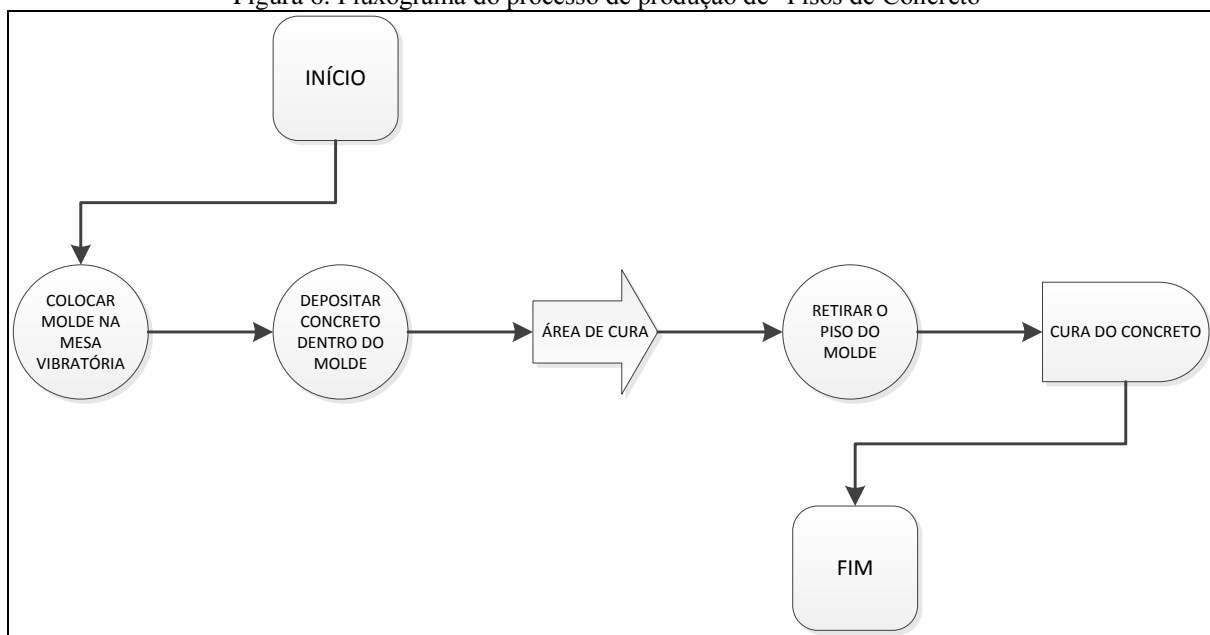 Figura 8: Fluxograma do processo de produção de "Pisos de Concreto"
INÍCIO
COLOCAR
MOLDE NA
MESA
VIBRATÓRIA
DEPOSITAR
CONCRETO
DENTRO DO
MOLDE
ÁREA DE CURA
RETIRAR O
PISO DO
MOLDE
CURA DO CONCRETO
FIM